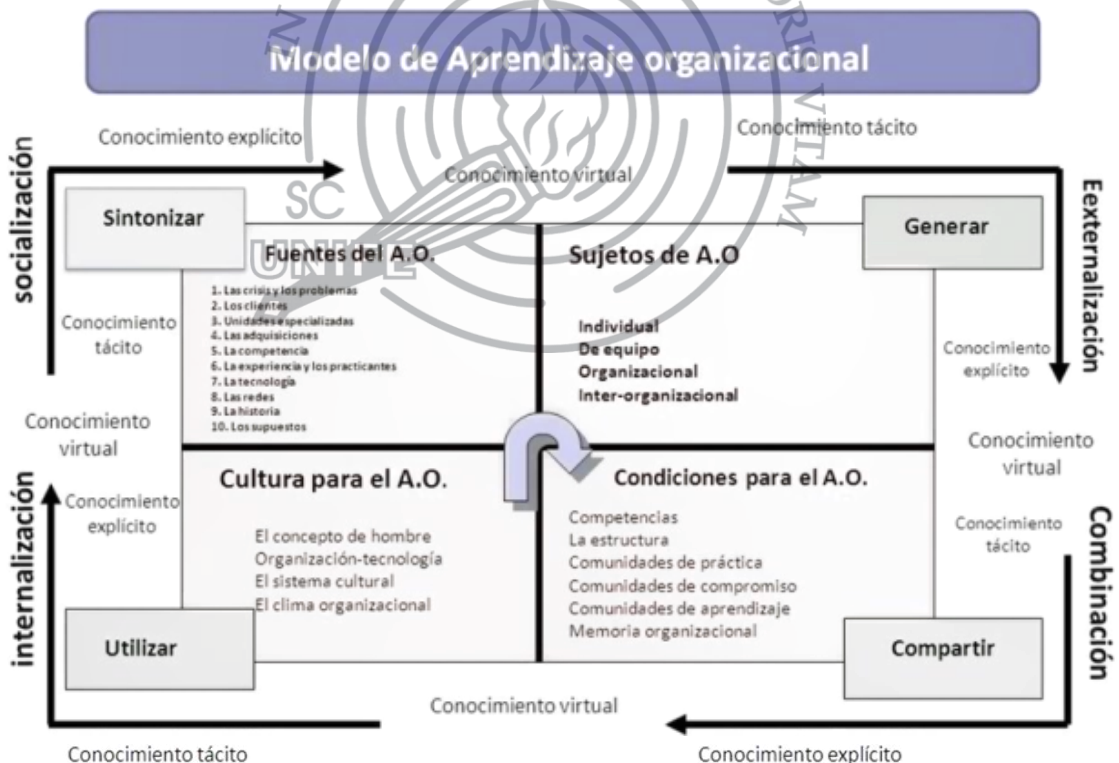 Modelo de Aprendizaje organizacional
Conocimiento explícito
Conocimiento tácito
Conocimiento virtual
socialización
Sintonizar
Generar
Eexternalización
SC
UNIFE
VITAM
Fuentes del A.O.
1. Las crisis y los problemas
2. Los clientes
3. Unidades especializadas
4. Las adquisiciones
5. La competencia
6. La experiencia y los practicantes
7. La tecnología
8. Las redes
9. La historia
10. Los supuestos
Sujetos de A.O
Individual
De equipo
Organizacional
Inter-organizacional
Conocimiento
tácito
Conocimiento
explícito
Conocimiento
virtual
Conocimiento
virtual
internalización
Conocimiento
explícito
Cultura para el A.O.
El concepto de hombre
Organización-tecnología
El sistema cultural
El clima organizacional
Condiciones para el A.O.
Competencias
La estructura
Comunidades de práctica
Comunidades de compromiso
Comunidades de aprendizaje
Memoria organizacional
Conocimiento
tácito
Combinación
Utilizar
Compartir
Conocimiento virtual
Conocimiento tácito
Conocimiento explícito